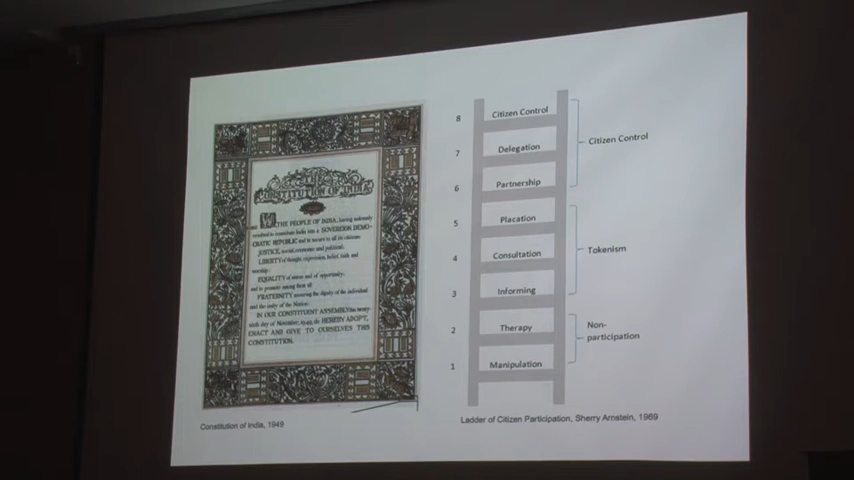 THE
CONSTITUTION OF INDIA
WE, THE PEOPLE OF INDIA, having solemnly
resolved to constitute India into a SOVEREIGN DEMO-
CRATIC REPUBLIC and to secure to all its citizens:
JUSTICE, social, economic and political;
LIBERTY of thought, expression, belief, faith and
worship;
EQUALITY of status and of opportunity;
and to promote among them all
FRATERNITY assuring the dignity of the individual
and the unity of the Nation;
IN OUR CONSTITUENT ASSEMBLY this twenty-
sixth day of November, 1949, do HEREBY ADOPT,
ENACT AND GIVE TO OURSELVES THIS
CONSTITUTION.
Constitution of India, 1949
8 Citizen Control
7 Delegation
6 Partnership
5 Placation
4 Consultation
3 Informing
2 Therapy
1 Manipulation
Citizen Control
Tokenism
Non-
participation
Ladder of Citizen Participation, Sherry Arnstein, 1969